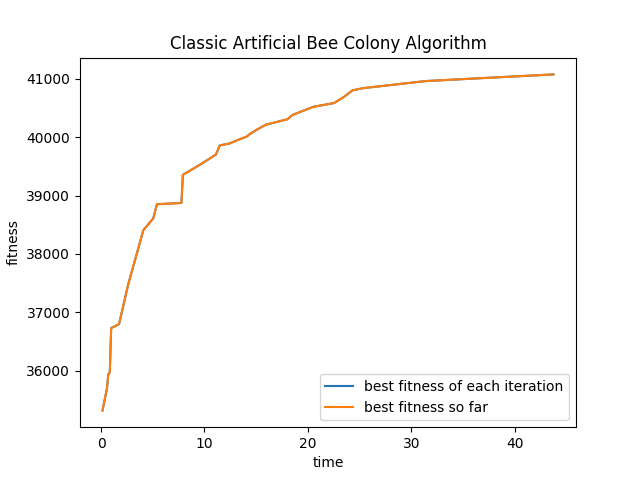 Classic Artificial Bee Colony Algorithm
41000
40000
39000
38000
37000
36000
fitness
0 10 20 30 40
time
best fitness of each iteration
best fitness so far